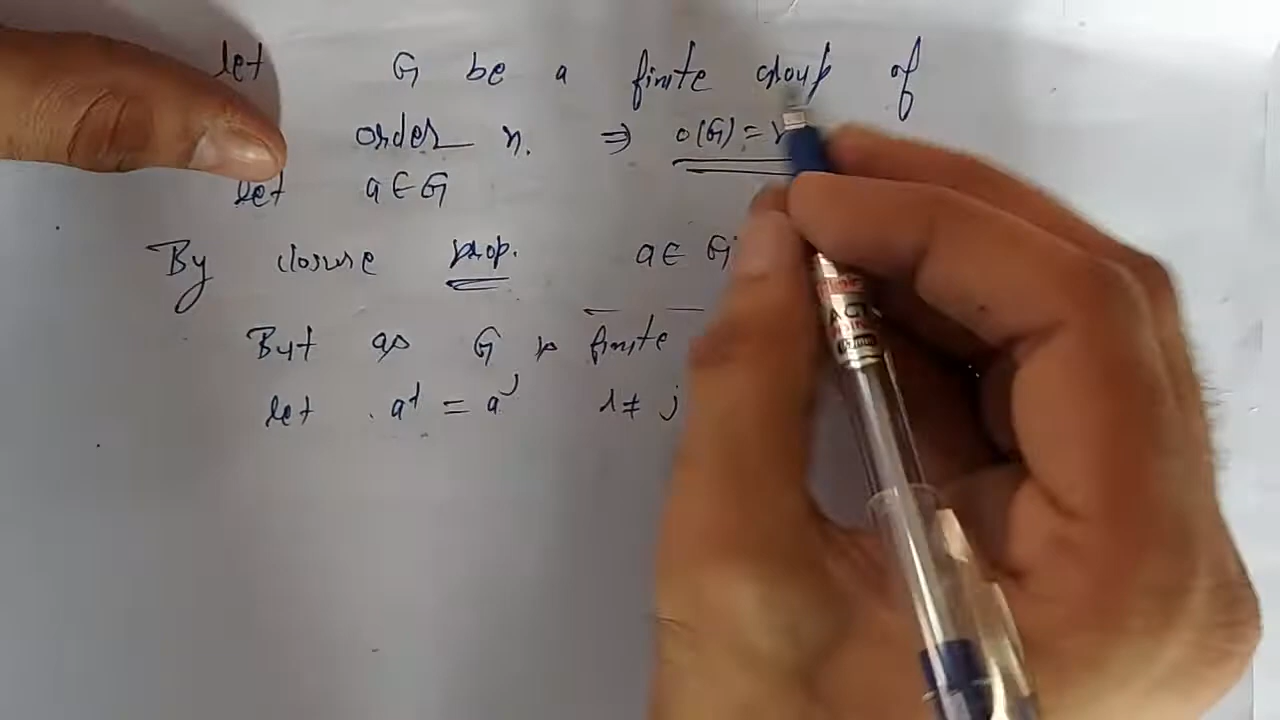 let G be a finite group of
order n. ⇒ o(G) = n
let a ∈ G
By closure prop. a ∈ G
But as G is finite
let a^i = a^j i ≠ j